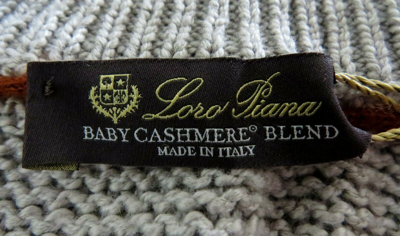 Loro Piana
BABY CASHMERE® BLEND
MADE IN ITALY